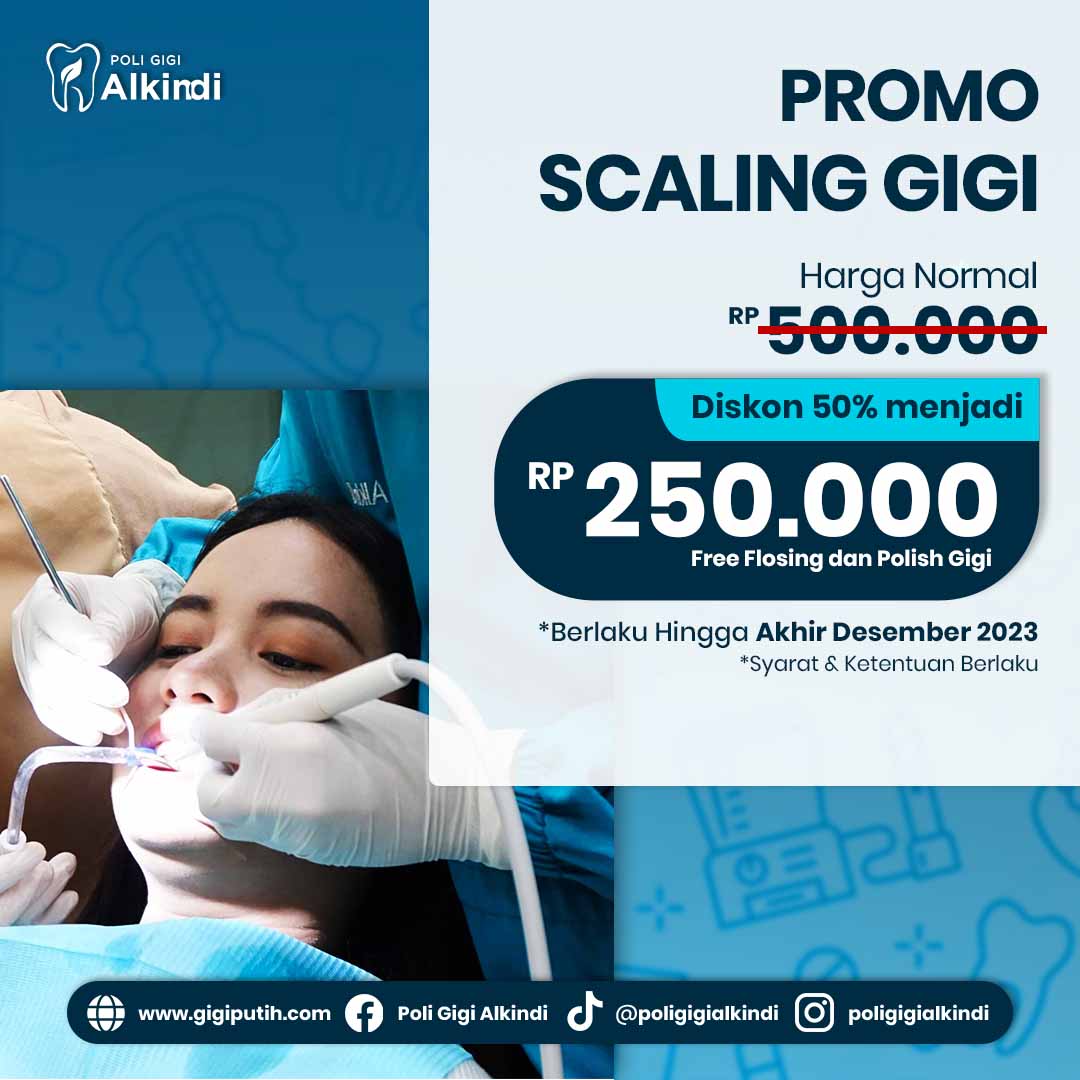 POLI GIGI
Alkindi
PROMO
SCALING GIGI
Harga Normal
RP 500.000
Diskon 50% menjadi
RP 250.000
Free Flosing dan Polish Gigi
*Berlaku Hingga Akhir Desember 2023
*Syarat & Ketentuan Berlaku
www.gigiputih.com Poli Gigi Alkindi @poligigialkindi poligigialkindi